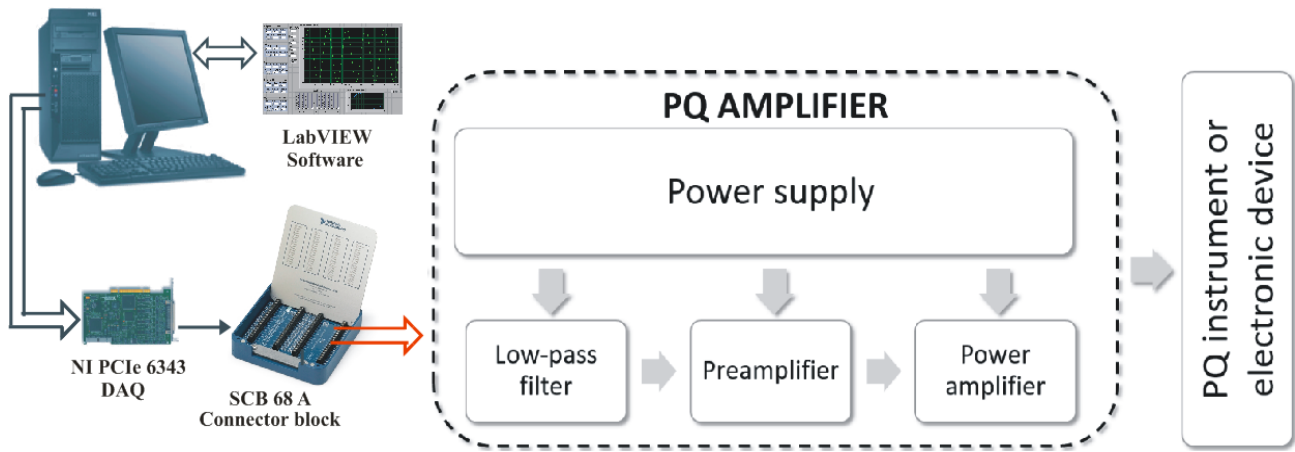 LabVIEW
Software
NI PCIe 6343
DAQ
SCB 68 A
Connector block
PQ AMPLIFIER
Power supply
Low-pass
filter
Preamplifier
Power
amplifier
PQ instrument or
electronic device